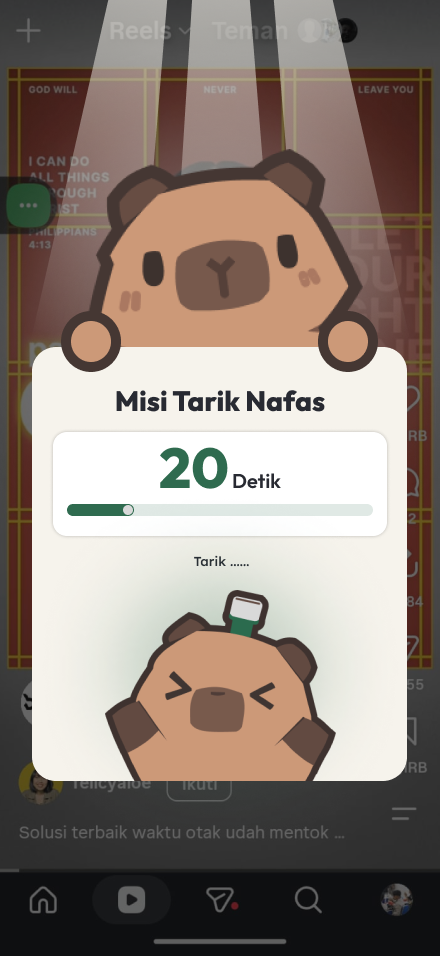 Reels
Teman
GOD WILL
NEVER
LEAVE YOU
I CAN DO
ALL THINGS
PHILIPPIANS
4:13
Misi Tarik Nafas
20 Detik
Tarik ......
felicyaloe
Ikuti
Solusi terbaik waktu otak udah mentok ...